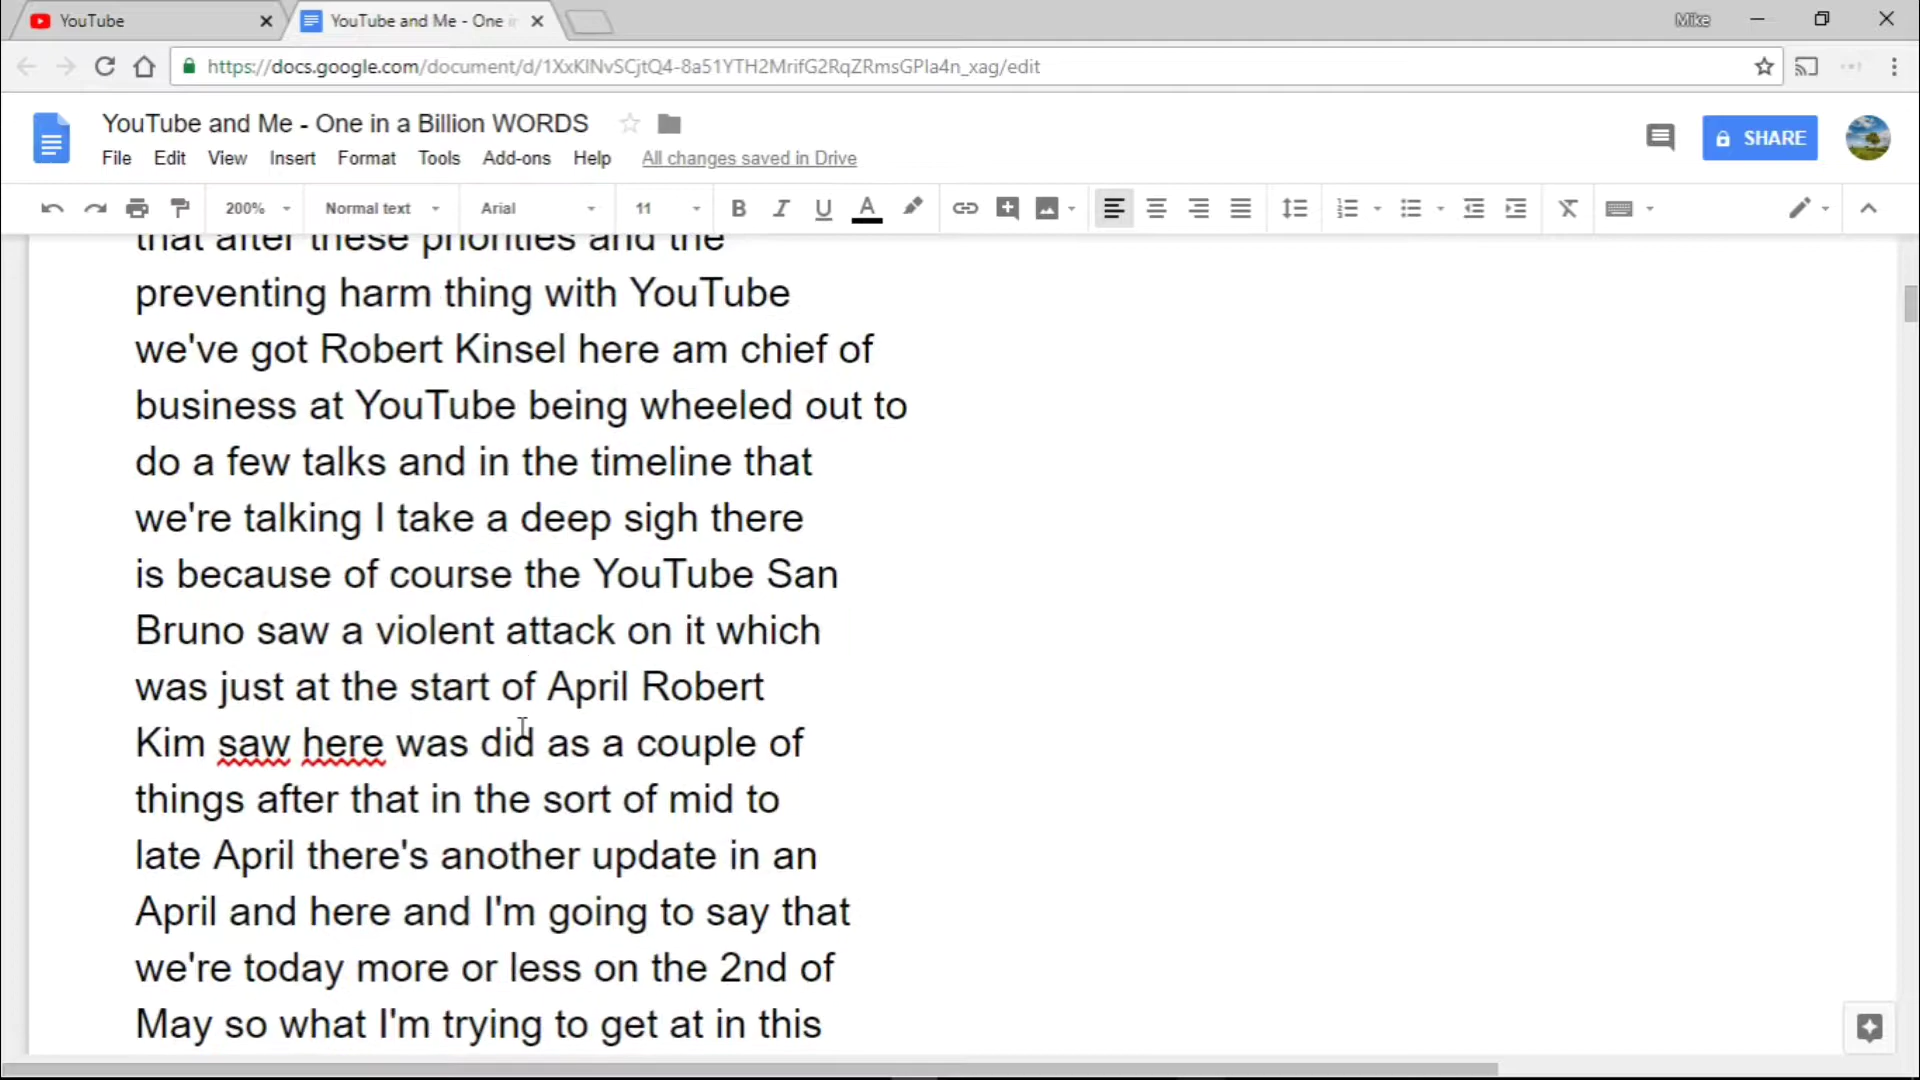 YouTube
YouTube and Me - One in
Mike
https://docs.google.com/document/d/1XxKlNvSCjtQ4-8a51YTH2MrifG2RqZRmsGPla4n_xag/edit
YouTube and Me - One in a Billion WORDS
File Edit View Insert Format Tools Add-ons Help All changes saved in Drive
SHARE
200% Normal text Arial 11 B I U A
that after these priorities and the
preventing harm thing with YouTube
we've got Robert Kinsel here am chief of
business at YouTube being wheeled out to
do a few talks and in the timeline that
we're talking I take a deep sigh there
is because of course the YouTube San
Bruno saw a violent attack on it which
was just at the start of April Robert
Kim saw here was did as a couple of
things after that in the sort of mid to
late April there's another update in an
April and here and I'm going to say that
we're today more or less on the 2nd of
May so what I'm trying to get at in this